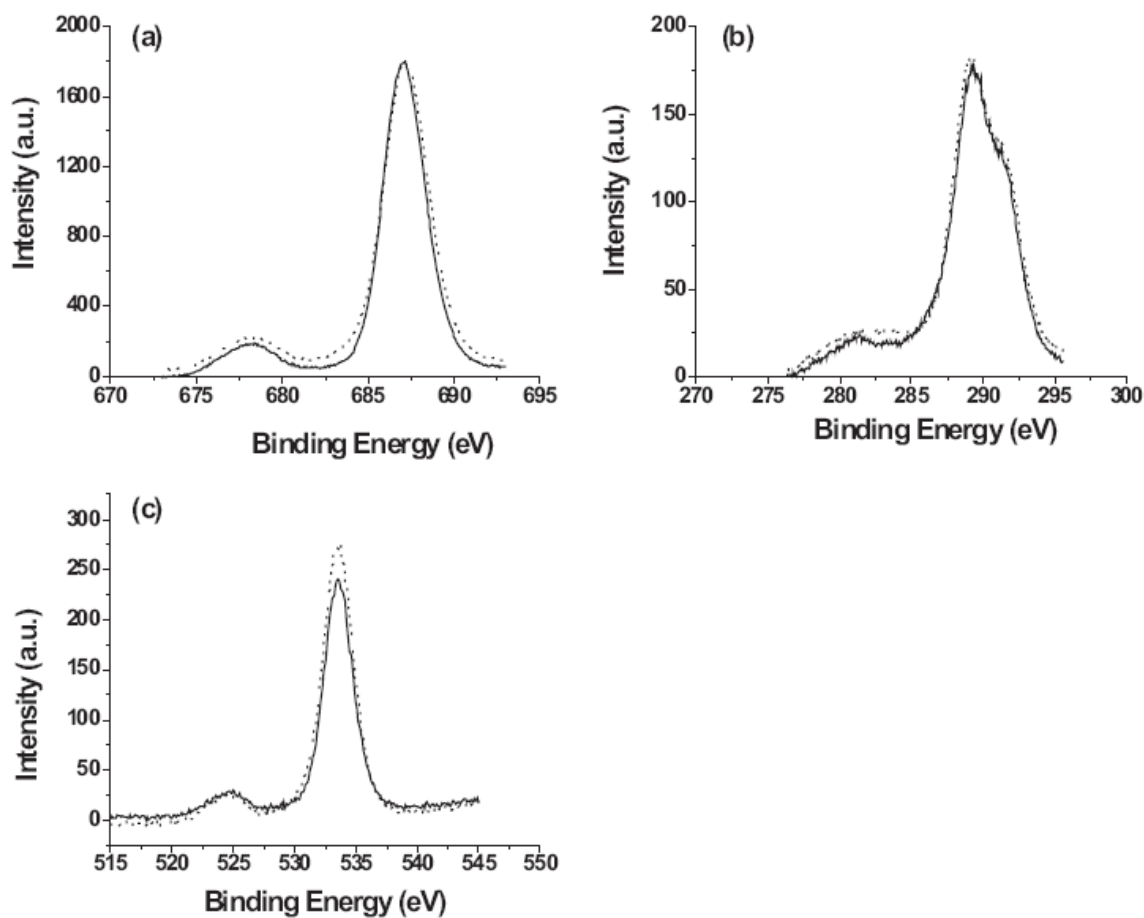 (a)
2000
1600
1200
800
400
0
670 675 680 685 690 695
Intensity (a.u.)
Binding Energy (eV)
(b)
200
150
100
50
0
270 275 280 285 290 295 300
Intensity (a.u.)
Binding Energy (eV)
(c)
300
250
200
150
100
50
0
515 520 525 530 535 540 545 550
Intensity (a.u.)
Binding Energy (eV)